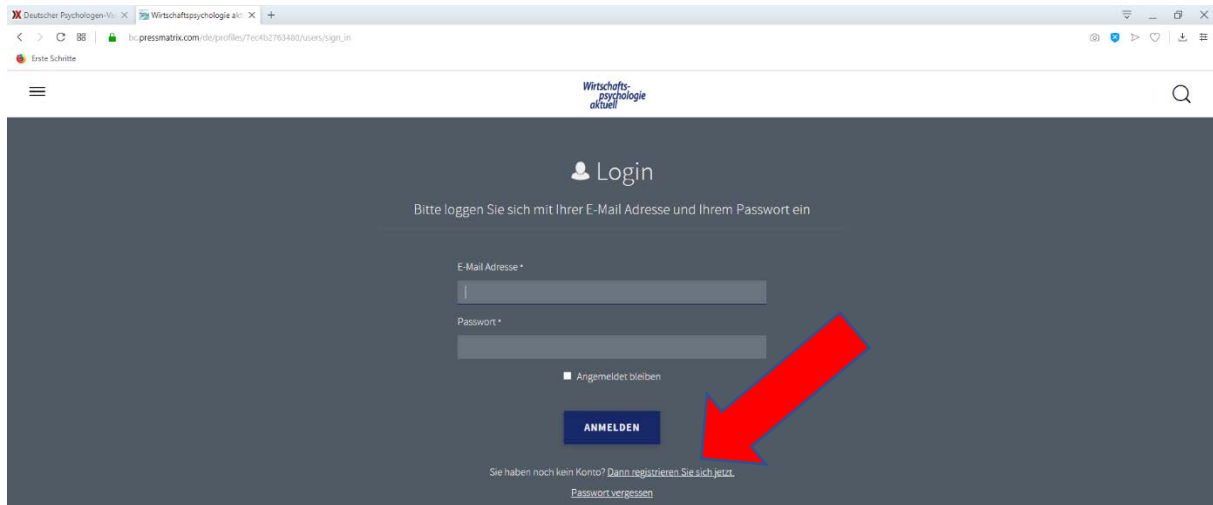 Deutscher Psychologen-Ve
Wirtschaftspsychologie akt
bc.pressmatrix.com/de/profiles/7ec4b2763480/users/sign_in
Erste Schritte
Wirtschafts-
psychologie
aktuell
Login
Bitte loggen Sie sich mit Ihrer E-Mail Adresse und Ihrem Passwort ein
E-Mail Adresse *
Passwort *
Angemeldet bleiben
ANMELDEN
Sie haben noch kein Konto? Dann registrieren Sie sich jetzt.
Passwort vergessen